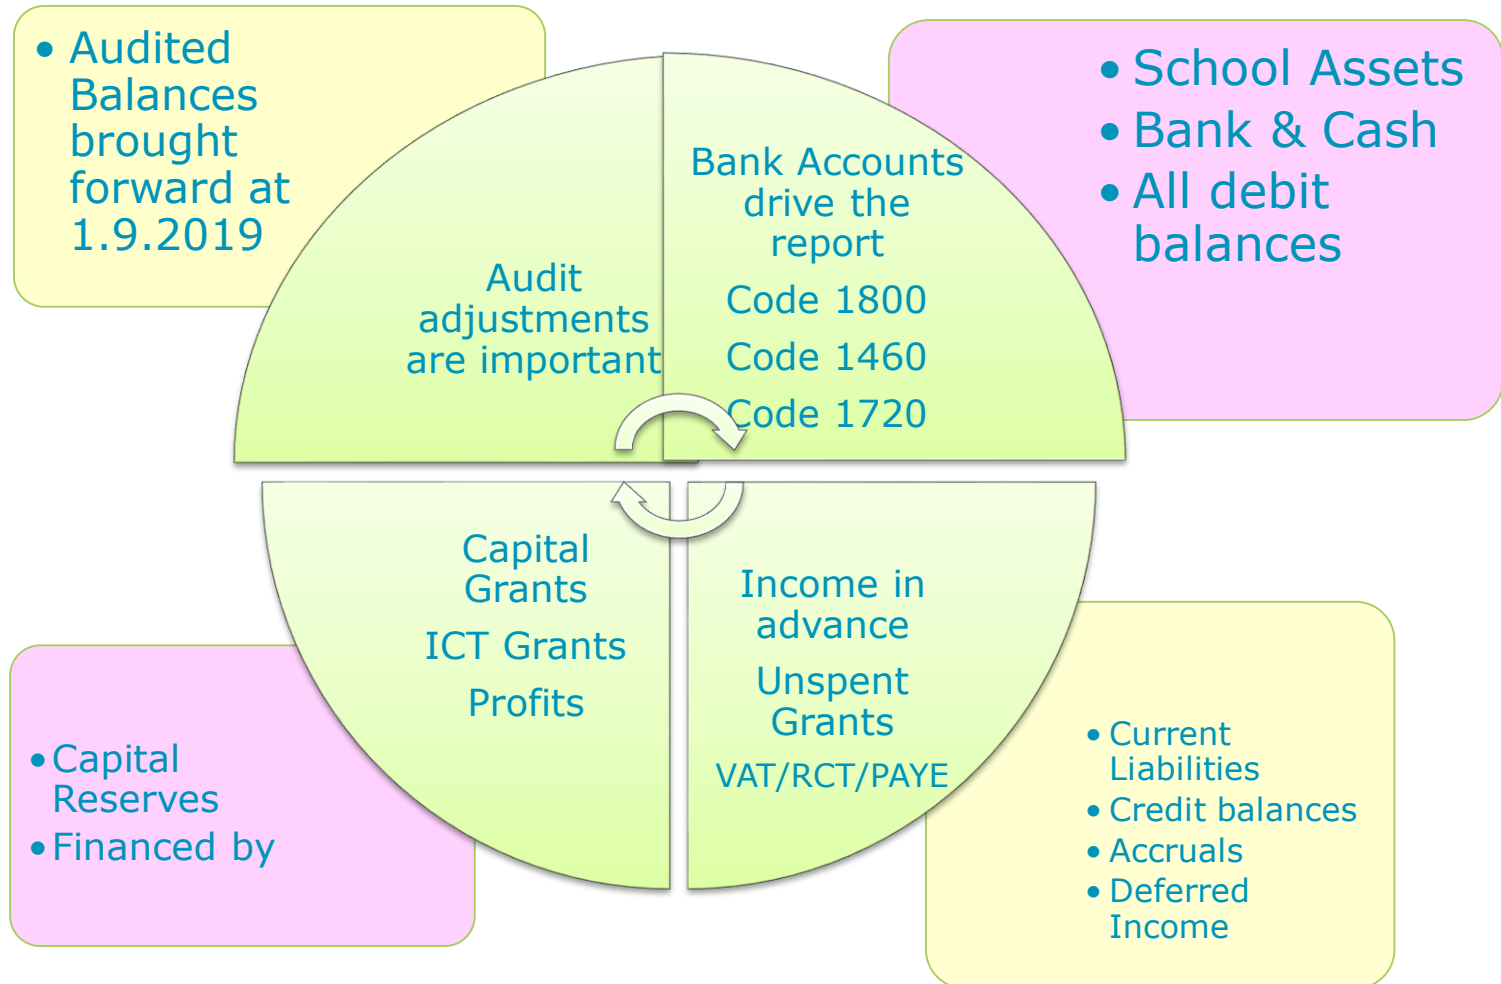 • Audited
Balances
brought
forward at
1.9.2019
Audit
adjustments
are important
Bank Accounts
drive the
report
Code 1800
Code 1460
Code 1720
• School Assets
• Bank & Cash
• All debit
balances
Capital
Grants
ICT Grants
Profits
• Capital
Reserves
• Financed by
Income in
advance
Unspent
Grants
VAT/RCT/PAYE
• Current
Liabilities
• Credit balances
• Accruals
• Deferred
Income